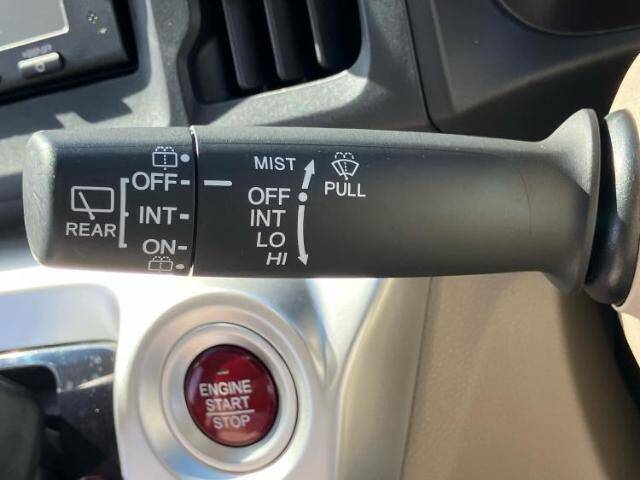 OFF
INT
ON
REAR
MIST
OFF
INT
LO
HI
PULL
ENGINE
START
STOP